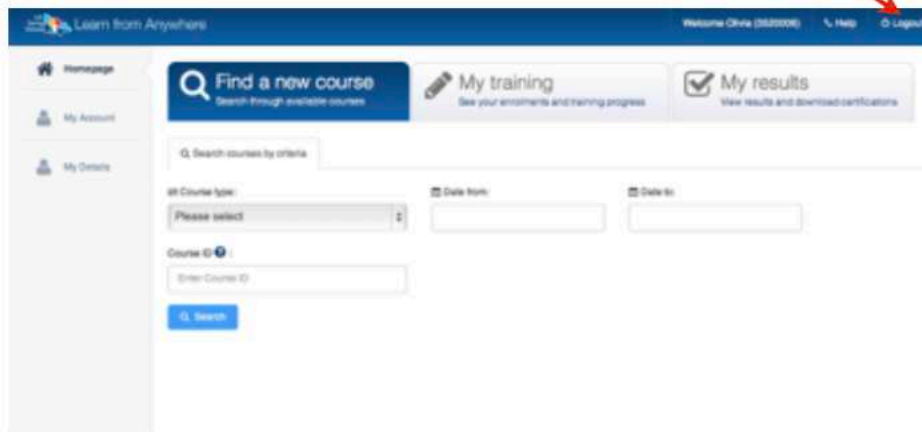 Learn from Anywhere
Welcome Olivia
Help
Logout
Homepage
My Account
My Details
Find a new course
Search through available courses
My training
See your enrolments and training progress
My results
View results and download certifications
Search courses by criteria
Course type:
Date from:
Date to:
Please select
Course ID ? :
Enter Course ID
Search